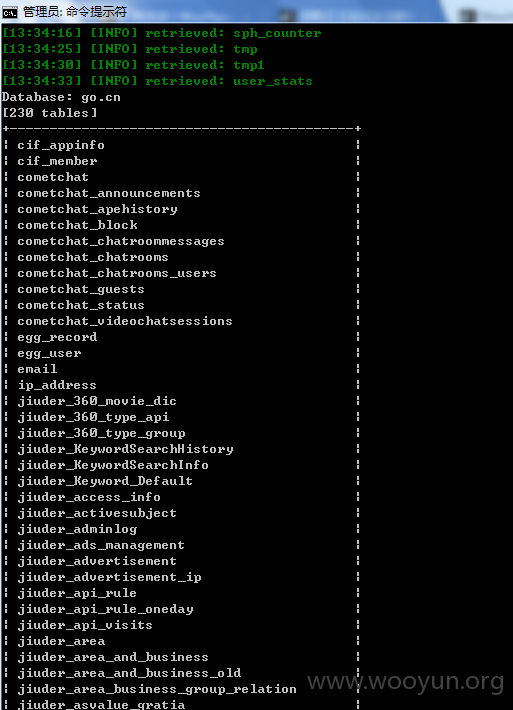 管理员: 命令提示符
[13:34:16] [INFO] retrieved: sph_counter
[13:34:25] [INFO] retrieved: tmp
[13:34:30] [INFO] retrieved: tmp1
[13:34:33] [INFO] retrieved: user_stats
Database: go.cn
[230 tables]
+-------------------------------------------+
¦ cif_appinfo ¦
¦ cif_member ¦
¦ cometchat ¦
¦ cometchat_announcements ¦
¦ cometchat_apehistory ¦
¦ cometchat_block ¦
¦ cometchat_chatroommessages ¦
¦ cometchat_chatrooms ¦
¦ cometchat_chatrooms_users ¦
¦ cometchat_guests ¦
¦ cometchat_status ¦
¦ cometchat_videochatsessions ¦
¦ egg_record ¦
¦ egg_user ¦
¦ email ¦
¦ ip_address ¦
¦ jiuder_360_movie_dic ¦
¦ jiuder_360_type_api ¦
¦ jiuder_360_type_group ¦
¦ jiuder_KeywordSearchHistory ¦
¦ jiuder_KeywordSearchInfo ¦
¦ jiuder_Keyword_Default ¦
¦ jiuder_access_info ¦
¦ jiuder_activesubject ¦
¦ jiuder_adminlog ¦
¦ jiuder_ads_management ¦
¦ jiuder_advertisement ¦
¦ jiuder_advertisement_ip ¦
¦ jiuder_api_rule ¦
¦ jiuder_api_rule_oneday ¦
¦ jiuder_api_visits ¦
¦ jiuder_area ¦
¦ jiuder_area_and_business ¦
¦ jiuder_area_and_business_old ¦
¦ jiuder_area_business_group_relation ¦
¦ jiuder_asvalue_gratia ¦
www.wooyun.org